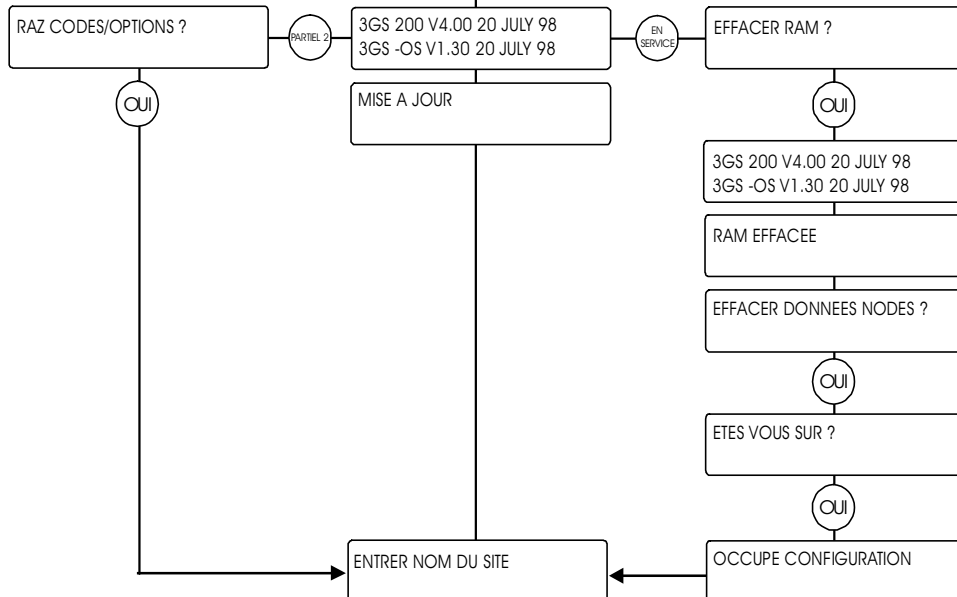 RAZ CODES/OPTIONS ?
PARTIEL 2
3GS 200 V4.00 20 JULY 98
3GS -OS V1.30 20 JULY 98
EN
SERVICE
EFFACER RAM ?
OUI
MISE A JOUR
OUI
3GS 200 V4.00 20 JULY 98
3GS -OS V1.30 20 JULY 98
RAM EFFACEE
EFFACER DONNEES NODES ?
OUI
ETES VOUS SUR ?
OUI
ENTRER NOM DU SITE
OCCUPE CONFIGURATION